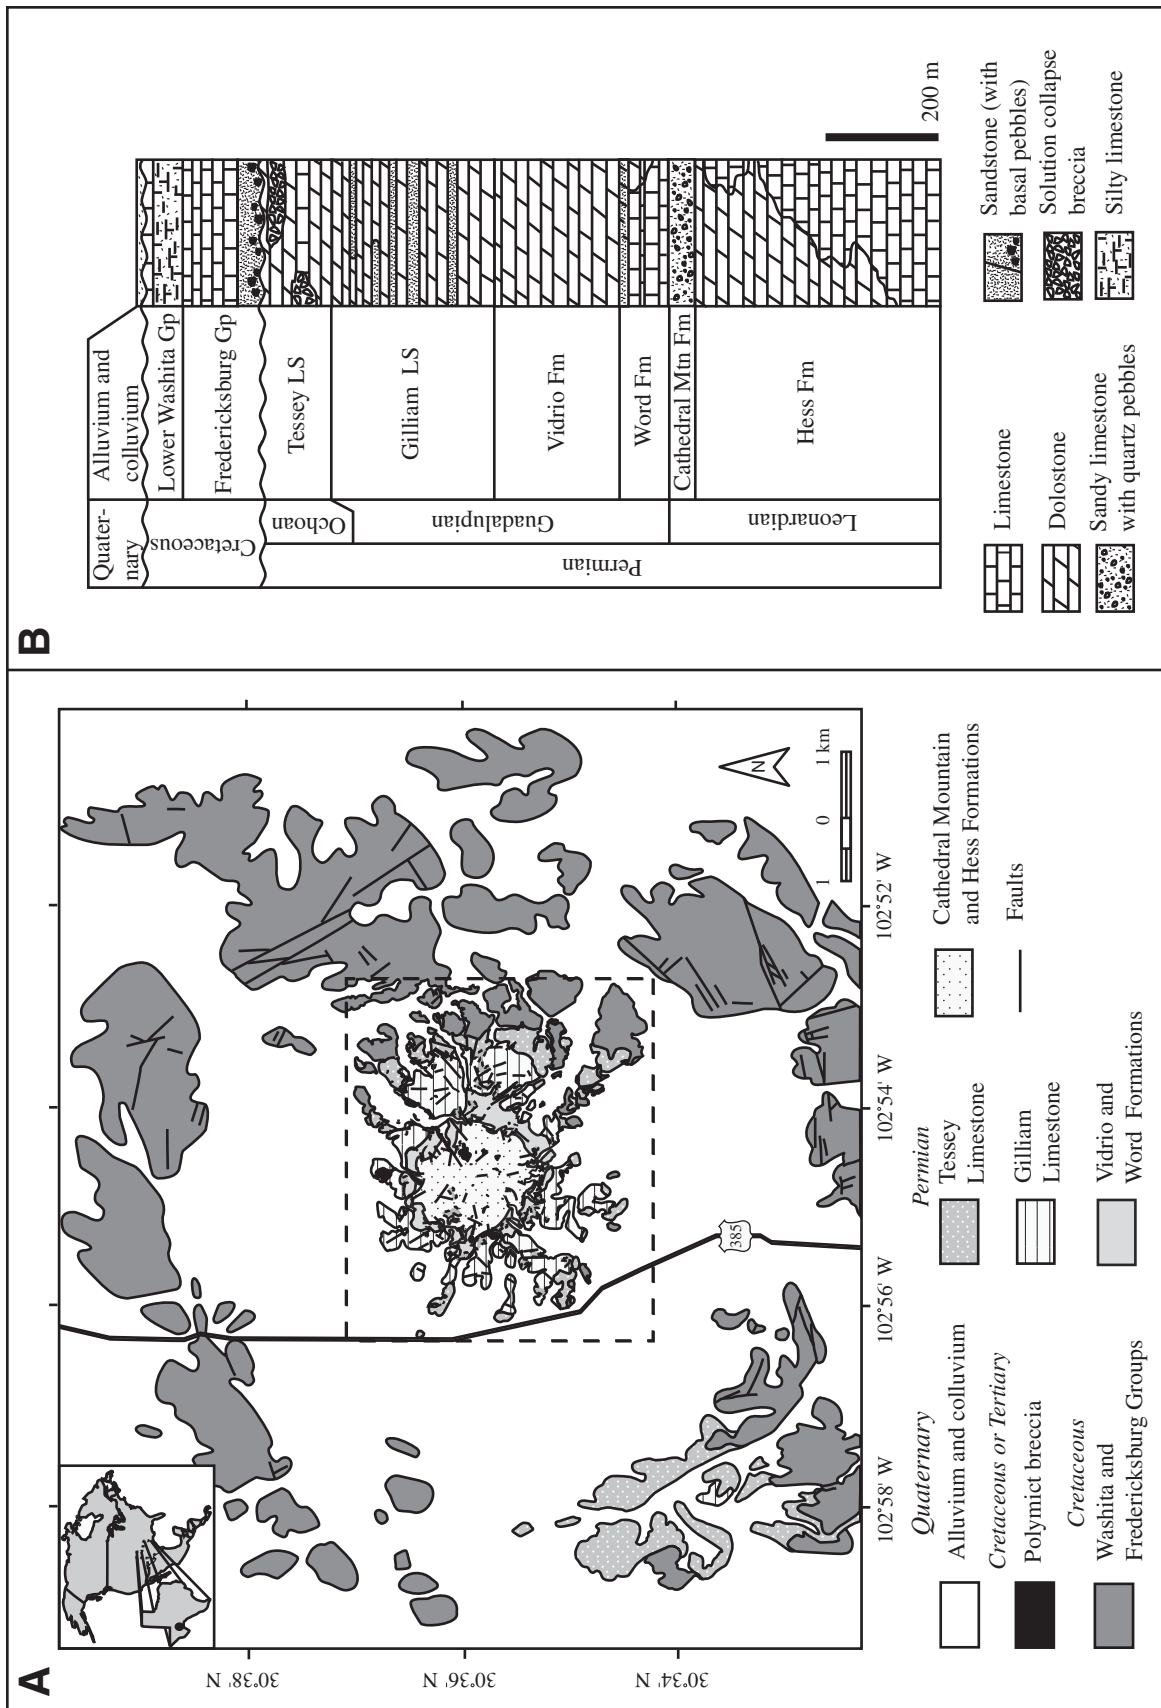 A
30°38' N
30°36' N
30°34' N
102°58' W
102°56' W
102°54' W
102°52' W
385
N
1 0 1 km
Quaternary
Alluvium and colluvium
Cretaceous or Tertiary
Polymict breccia
Cretaceous
Washita and
Fredericksburg Groups
Permian
Tessey
Limestone
Gilliam
Limestone
Vidrio and
Word Formations
Cathedral Mountain
and Hess Formations
Faults
B
Quater-
nary
Cretaceous
Permian
Ochoan
Guadalupian
Leonardian
Alluvium and
colluvium
Lower Washita Gp
Fredericksburg Gp
Tessey LS
Gilliam LS
Vidrio Fm
Word Fm
Cathedral Mtn Fm
Hess Fm
200 m
Limestone
Dolostone
Sandy limestone
with quartz pebbles
Sandstone (with
basal pebbles)
Solution collapse
breccia
Silty limestone